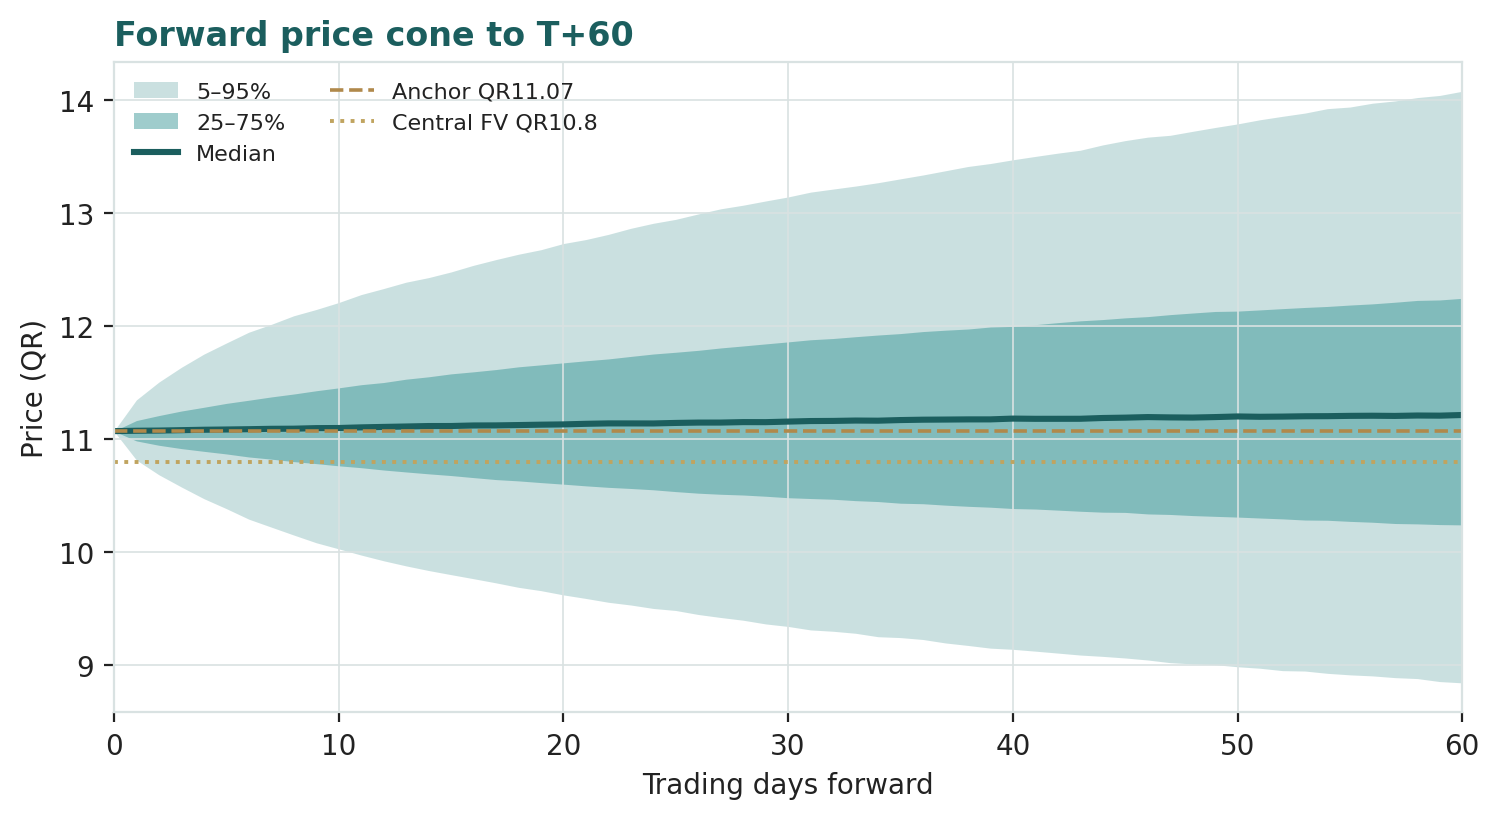 Forward price cone to T+60
5–95%
25–75%
Median
Anchor QR11.07
Central FV QR10.8
Price (QR)
14
13
12
11
10
9
0 10 20 30 40 50 60
Trading days forward